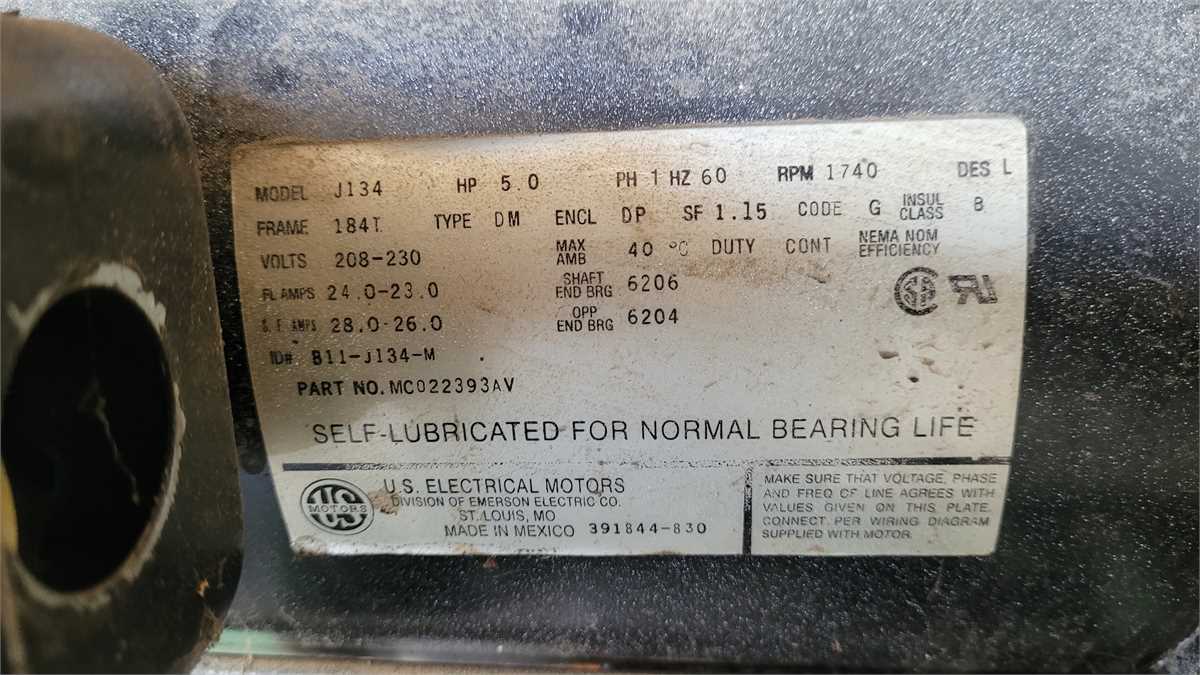 MODEL J134 HP 5.0 PH 1 HZ 60 RPM 1740 DES L
FRAME 184T TYPE DM ENCL DP SF 1.15 CODE G INSUL CLASS B
VOLTS 208-230 MAX AMB 40 °C DUTY CONT NEMA NOM EFFICIENCY
FL AMPS 24.0-23.0 SHAFT END BRG 6206
S.F. AMPS 28.0-26.0 OPP END BRG 6204
ID# B11-J134-M
PART NO. MC022393AV
SELF-LUBRICATED FOR NORMAL BEARING LIFE
US MOTORS
U.S. ELECTRICAL MOTORS
DIVISION OF EMERSON ELECTRIC CO.
ST. LOUIS, MO
MADE IN MEXICO 391844-830
MAKE SURE THAT VOLTAGE, PHASE
AND FREQ OF LINE AGREES WITH
VALUES GIVEN ON THIS PLATE.
CONNECT PER WIRING DIAGRAM
SUPPLIED WITH MOTOR.